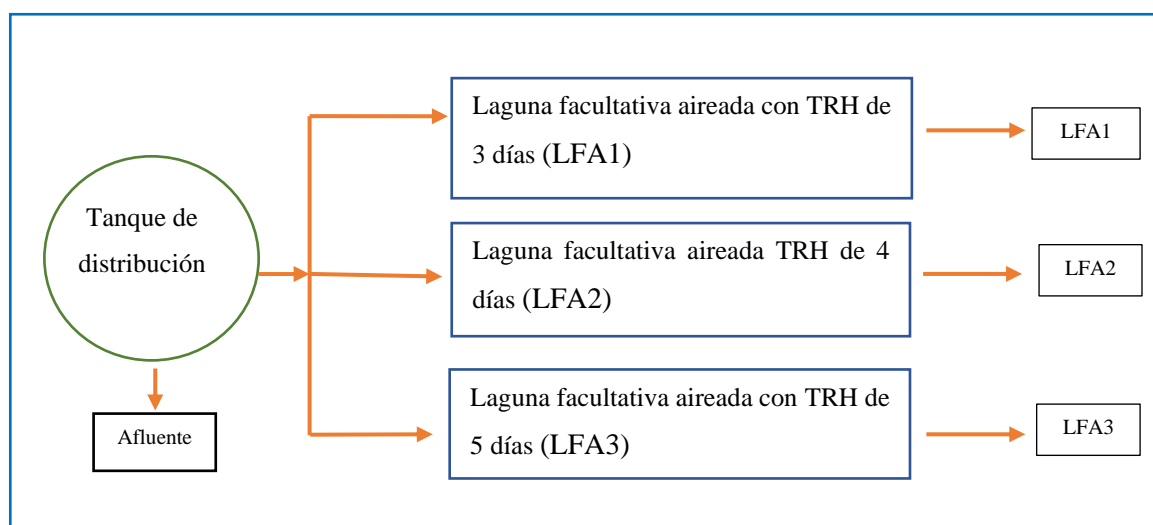 Tanque de
distribución
Afluente
Laguna facultativa aireada con TRH de
3 días (LFA1)
LFA1
Laguna facultativa aireada TRH de 4
días (LFA2)
LFA2
Laguna facultativa aireada con TRH de
5 días (LFA3)
LFA3